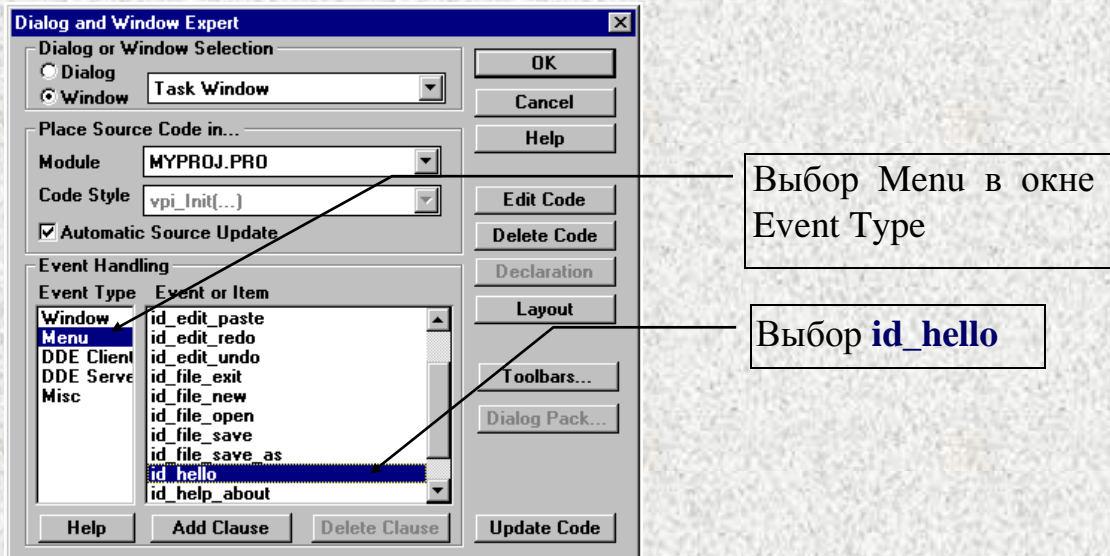 Dialog and Window Expert
Dialog or Window Selection
Dialog
Window
Task Window
Place Source Code in...
Module
MYPROJ.PRO
Code Style
vpi_Init(...)
Automatic Source Update
Event Handling
Event Type
Event or Item
Window
Menu
DDE Client
DDE Serve
Misc
id_edit_paste
id_edit_redo
id_edit_undo
id_file_exit
id_file_new
id_file_open
id_file_save
id_file_save_as
id_hello
id_help_about
Help
Add Clause
Delete Clause
OK
Cancel
Help
Edit Code
Delete Code
Declaration
Layout
Toolbars...
Dialog Pack...
Update Code
Выбор Menu в окне
Event Type
Выбор id_hello